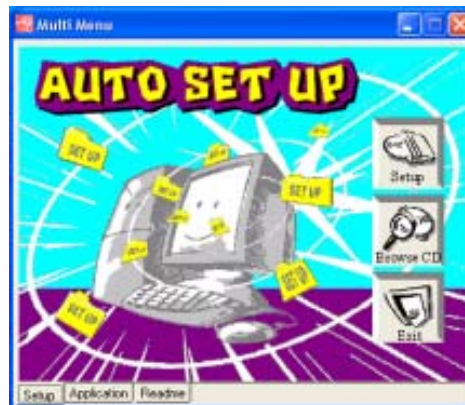 Multi Menu
AUTO SET UP
SET UP
SET UP
Setup
Browse CD
SET UP
SET UP
Exit
Setup Application Readme